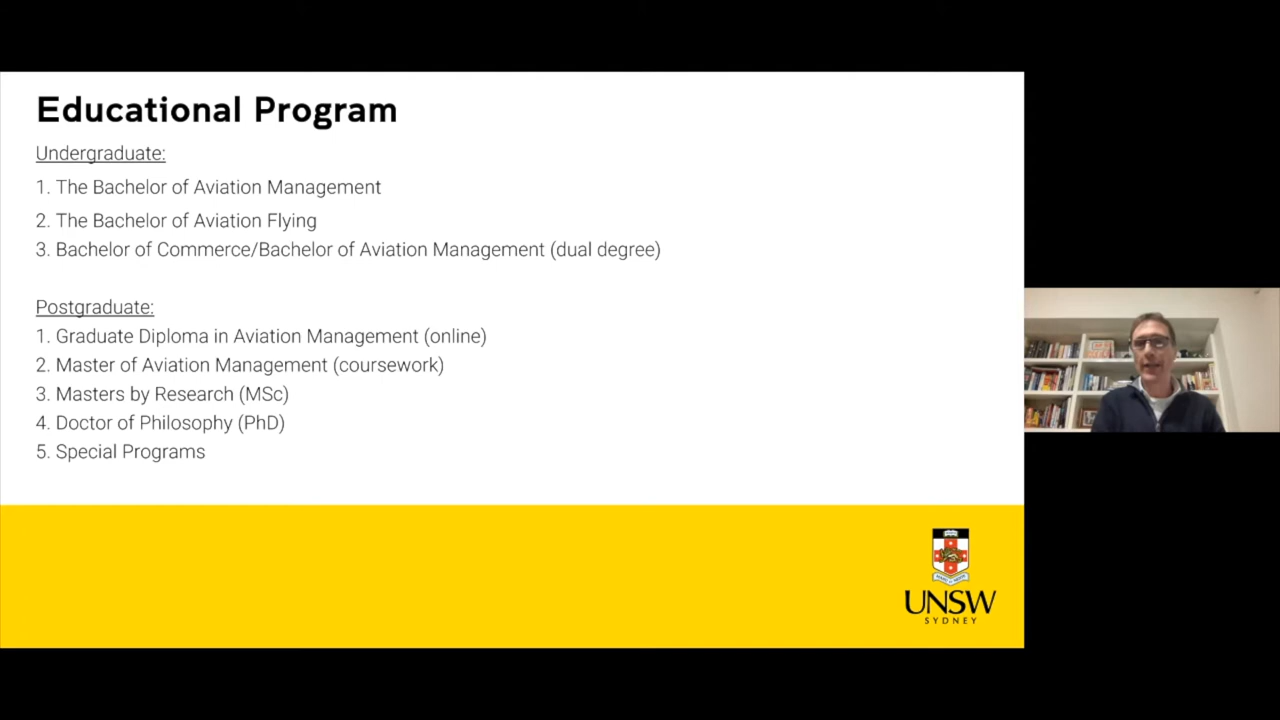 Educational Program
Undergraduate:
1. The Bachelor of Aviation Management
2. The Bachelor of Aviation Flying
3. Bachelor of Commerce/Bachelor of Aviation Management (dual degree)
Postgraduate:
1. Graduate Diploma in Aviation Management (online)
2. Master of Aviation Management (coursework)
3. Masters by Research (MSc)
4. Doctor of Philosophy (PhD)
5. Special Programs
UNSW
SYDNEY